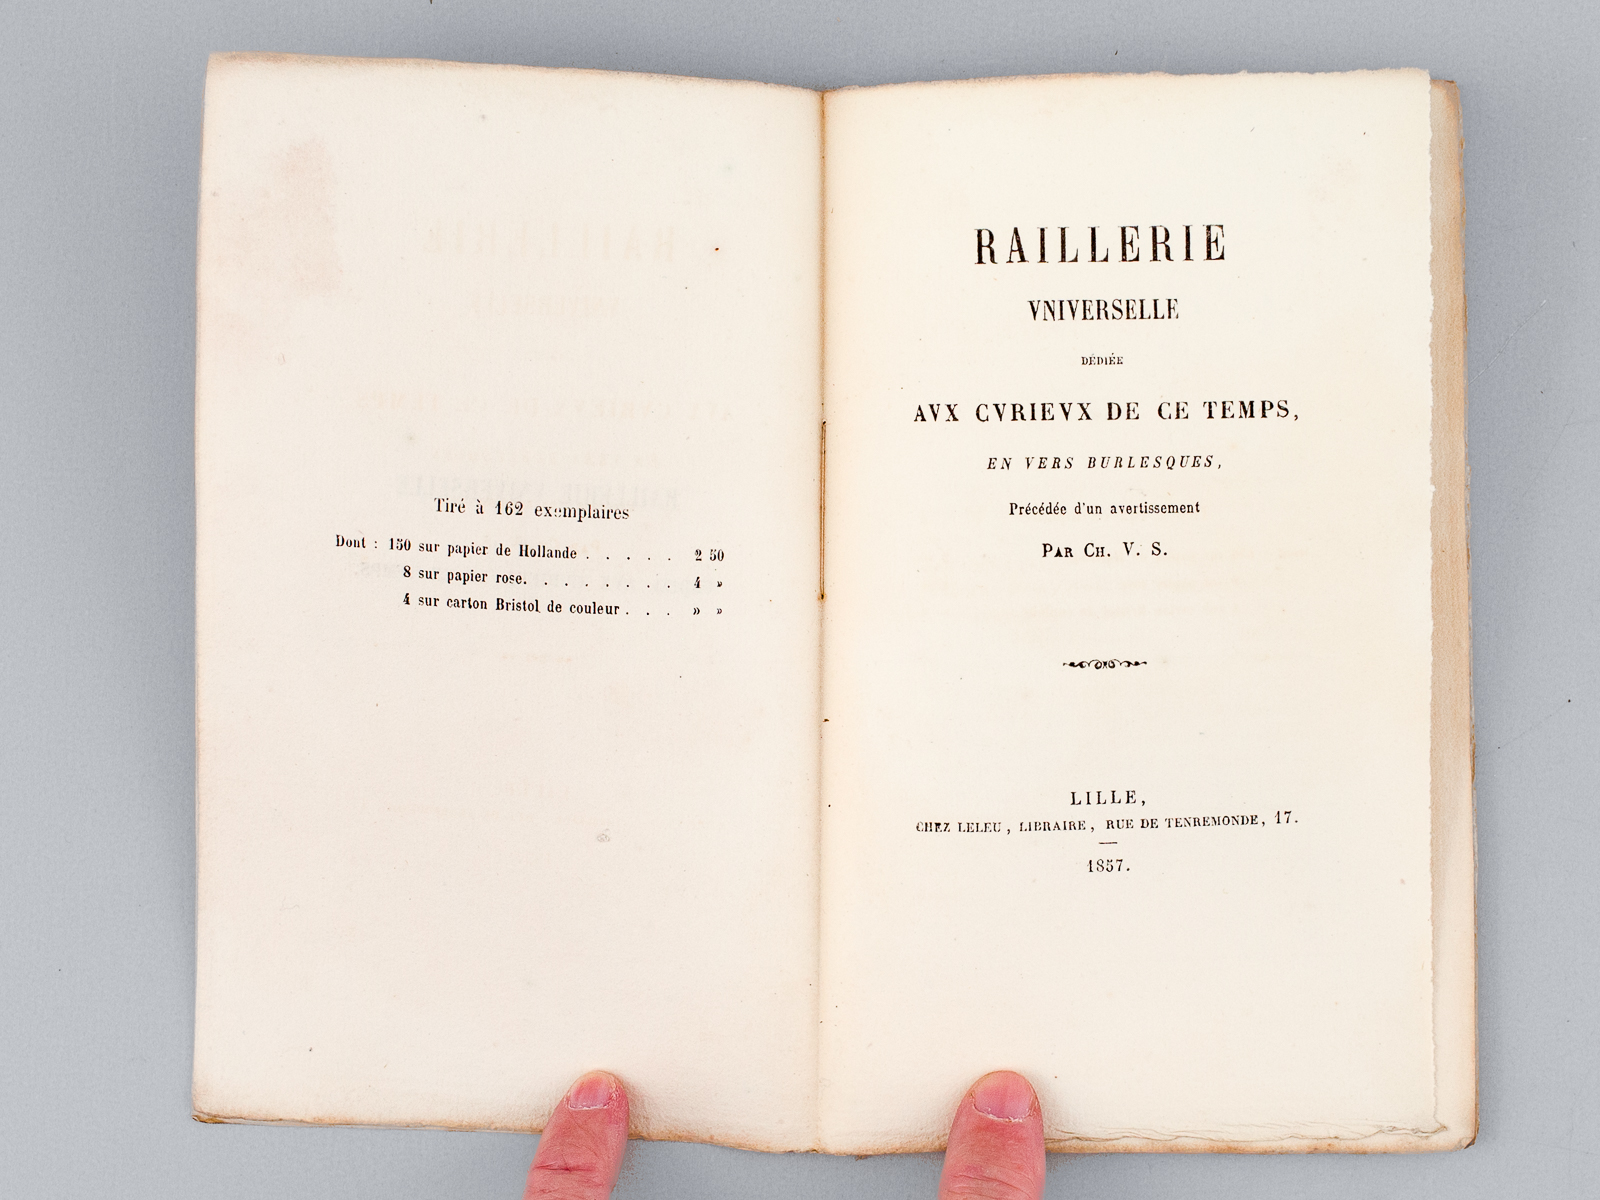 Tiré à 162 exemplaires
Dont : 150 sur papier de Hollande . . . . . 2 50
8 sur papier rose. . . . . . . . 4 »
4 sur carton Bristol de couleur . . . » »
RAILLERIE
VNIVERSELLE
DÉDIÉE
AVX CVRIEVX DE CE TEMPS,
EN VERS BURLESQUES,
Précédée d'un avertissement
PAR CH. V. S.
LILLE,
CHEZ LELEU, LIBRAIRE, RUE DE TENREMONDE, 17.
1857.